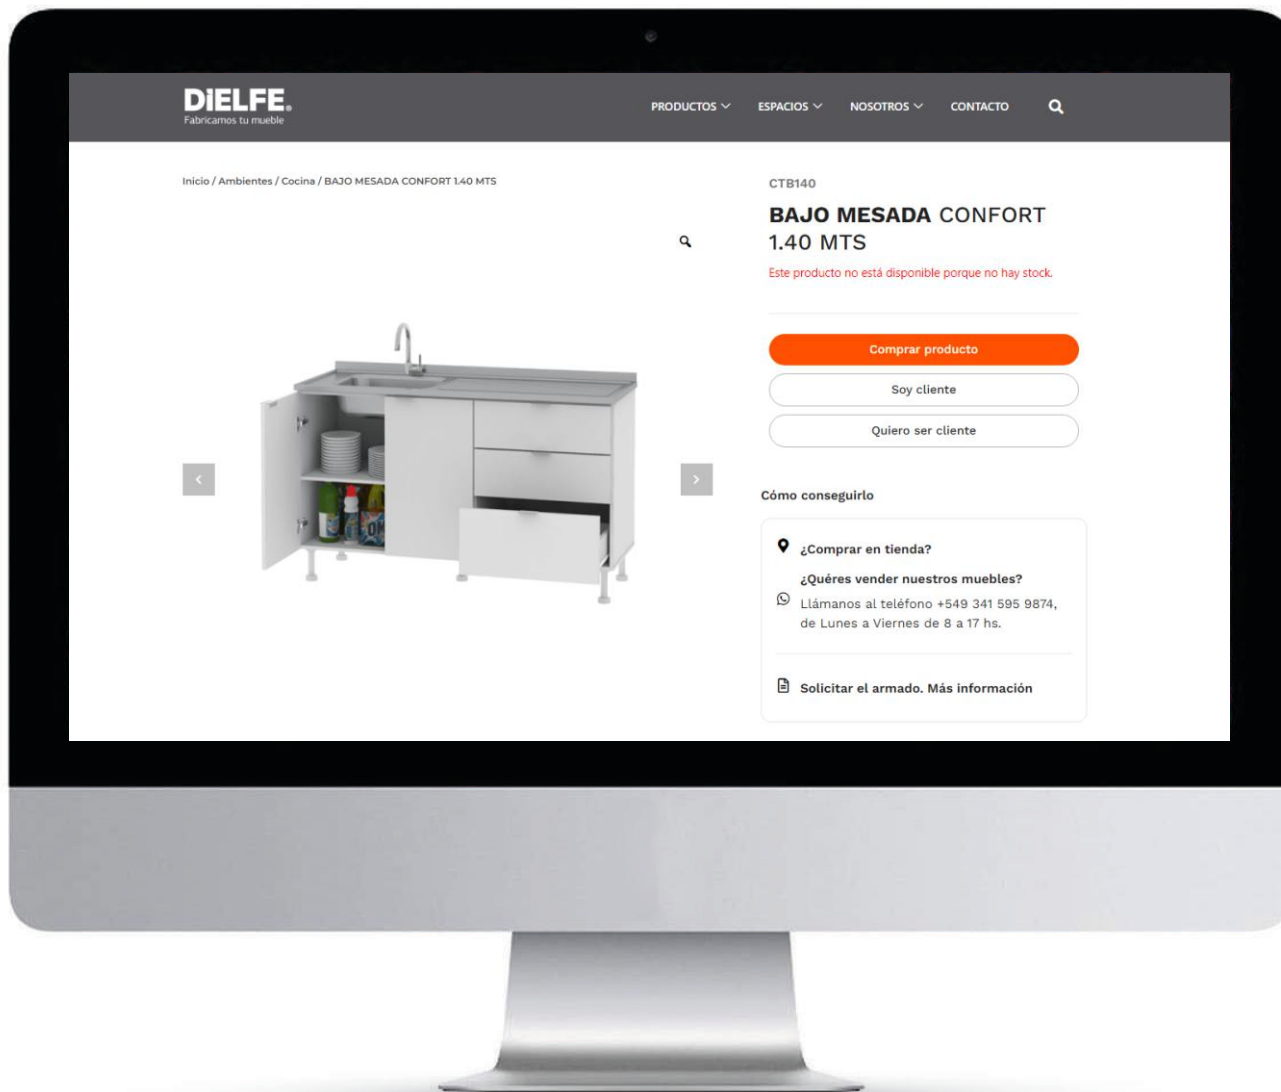 DiELFE®
Fabricamos tu mueble
PRODUCTOS
ESPACIOS
NOSOTROS
CONTACTO
Inicio / Ambientes / Cocina / BAJO MESADA CONFORT 1.40 MTS
CTB140
BAJO MESADA CONFORT
1.40 MTS
Este producto no está disponible porque no hay stock.
Comprar producto
Soy cliente
Quiero ser cliente
Cómo conseguirlo
¿Comprar en tienda?
¿Quéres vender nuestros muebles?
Llámanos al teléfono +549 341 595 9874,
de Lunes a Viernes de 8 a 17 hs.
Solicitar el armado. Más información